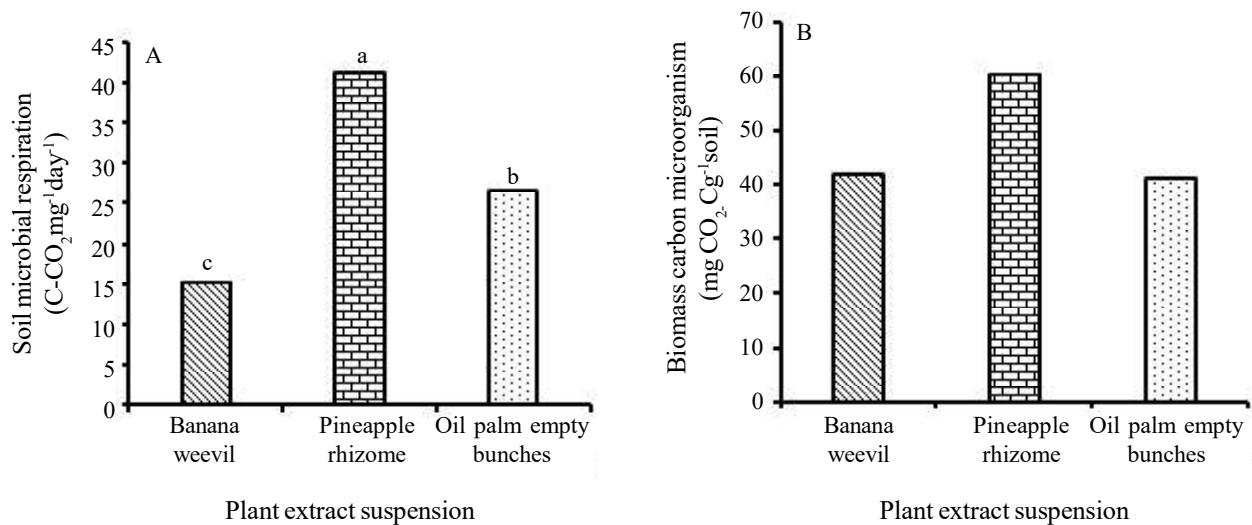 A
Soil microbial respiration
(C-CO₂mg⁻¹day⁻¹)
45
40
35
30
25
20
15
10
5
0
c
a
b
Banana
weevil
Pineapple
rhizome
Oil palm empty
bunches
Plant extract suspension
B
Biomass carbon microorganism
(mg CO₂₋Cg⁻¹soil)
70
60
50
40
30
20
10
0
Banana
weevil
Pineapple
rhizome
Oil palm empty
bunches
Plant extract suspension